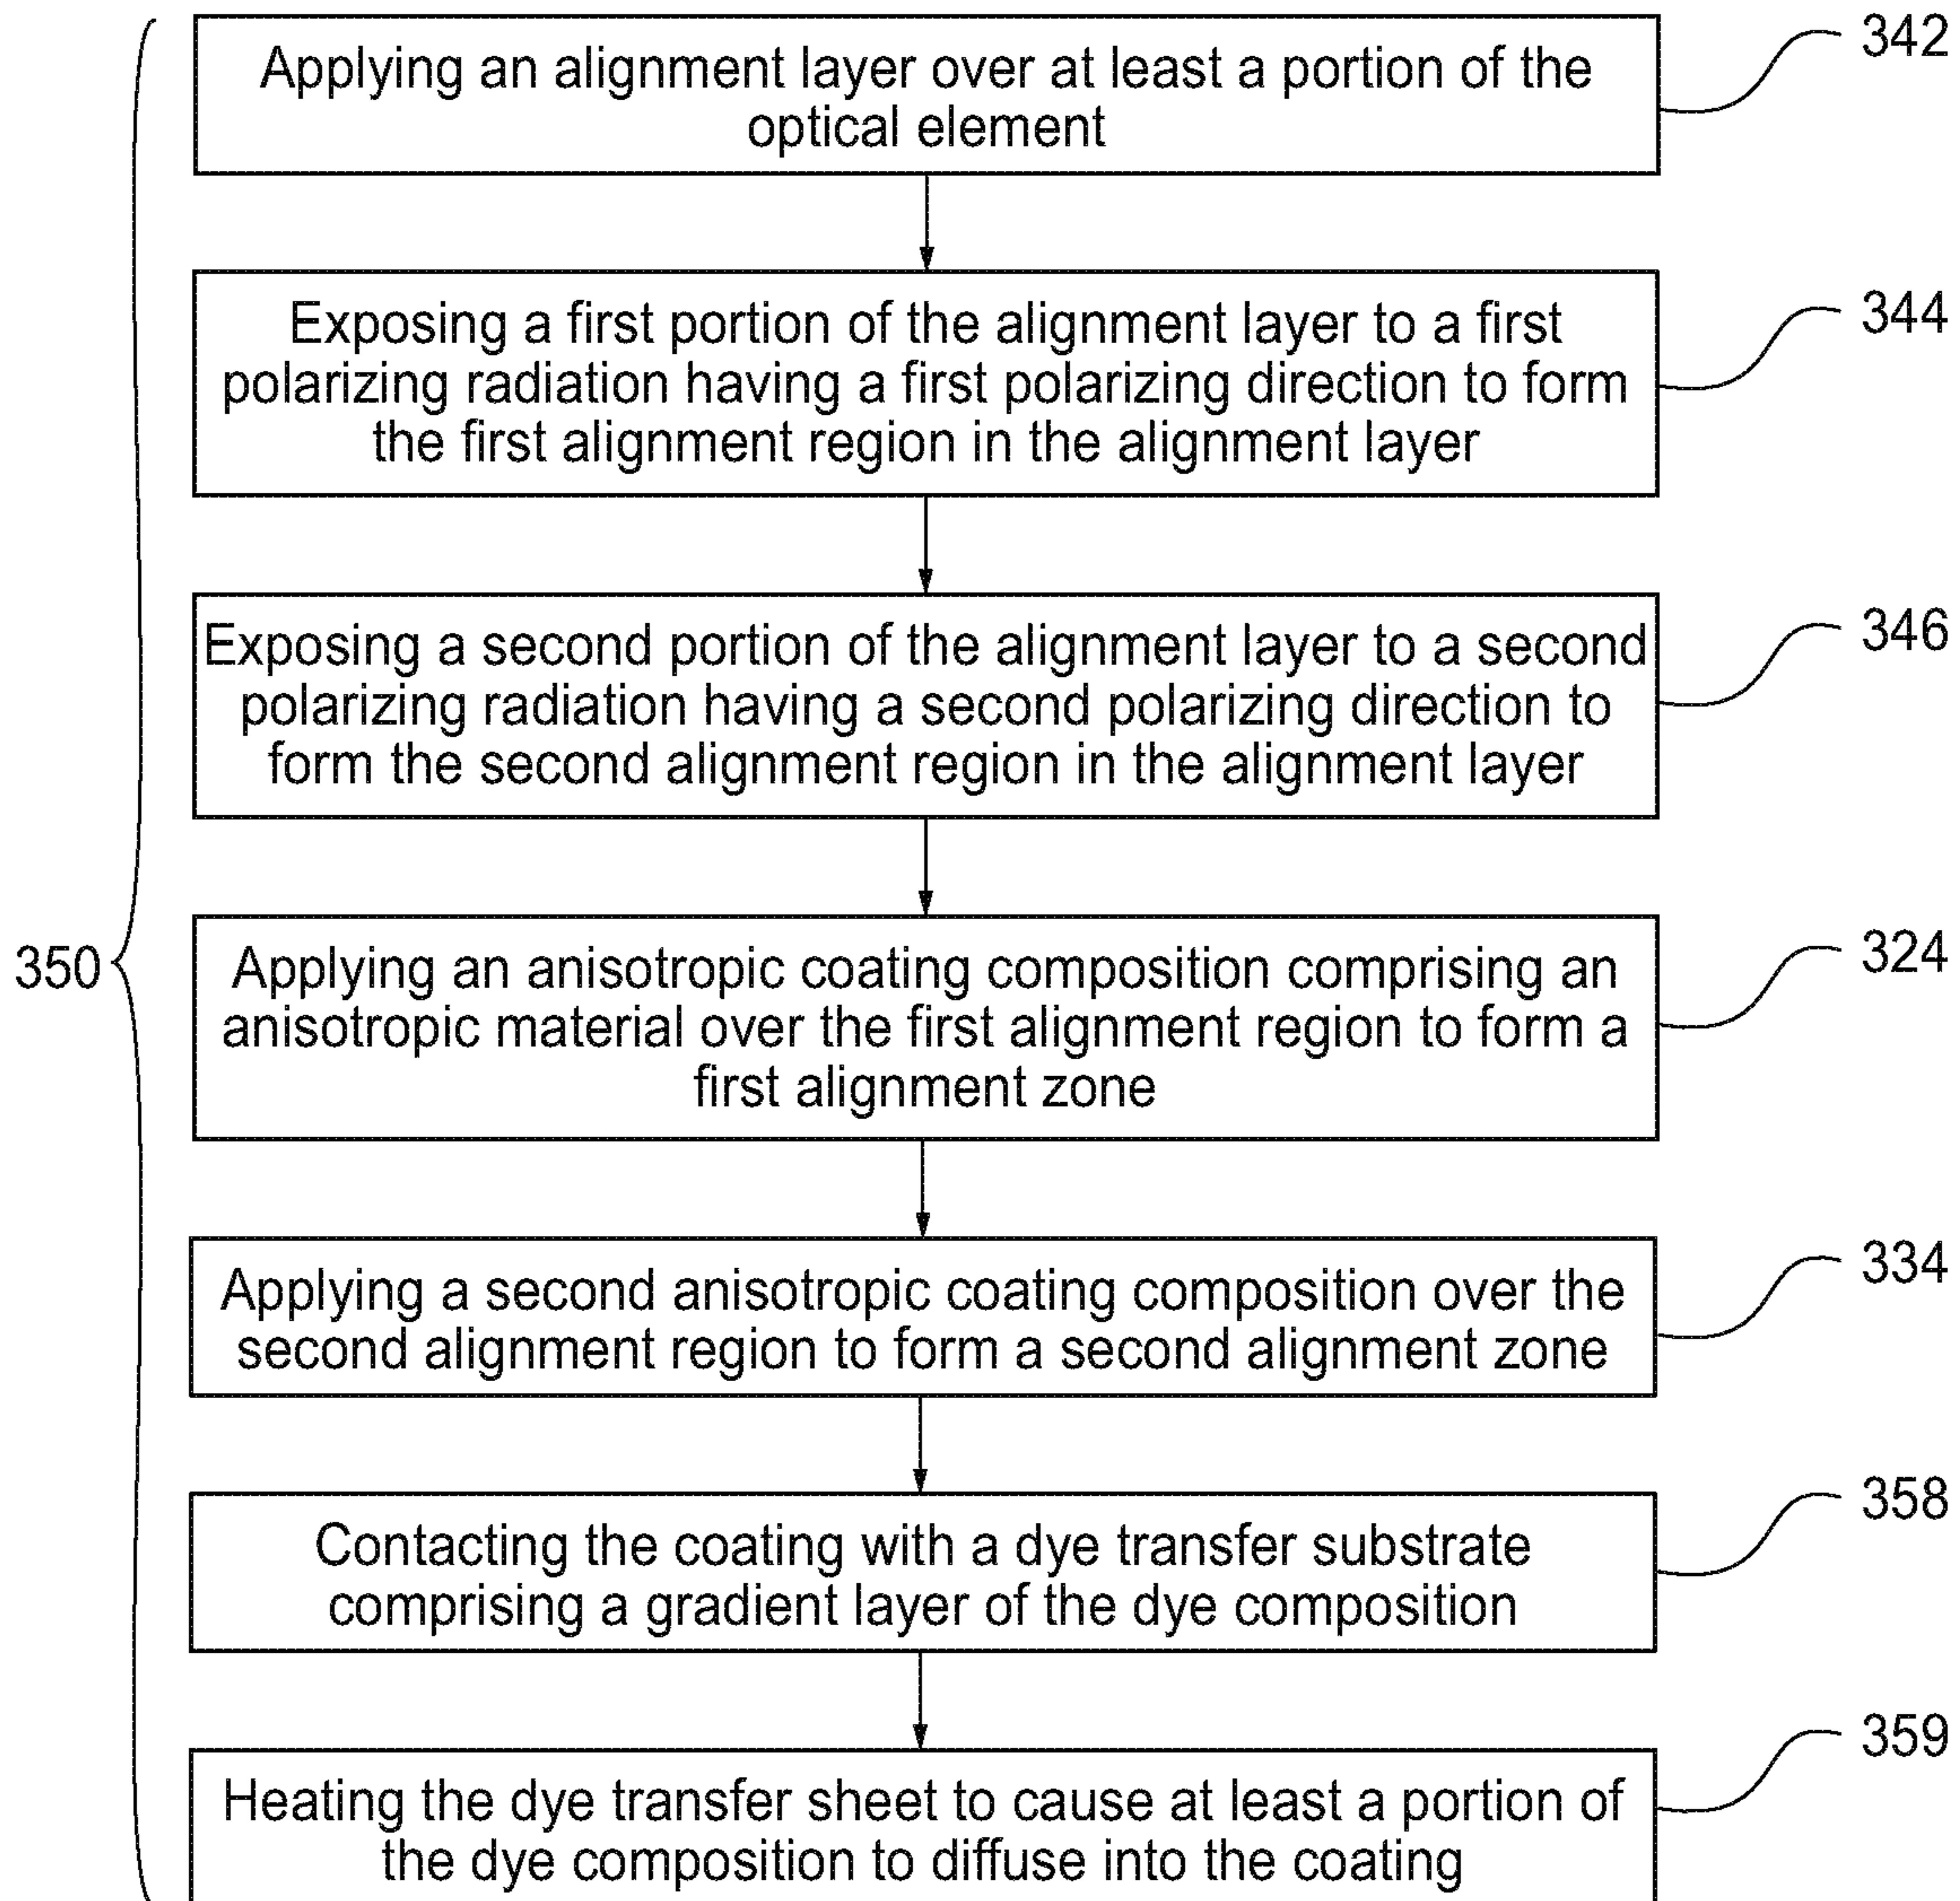 Applying an alignment layer over at least a portion of the
optical element
342
Exposing a first portion of the alignment layer to a first
polarizing radiation having a first polarizing direction to form
the first alignment region in the alignment layer
344
Exposing a second portion of the alignment layer to a second
polarizing radiation having a second polarizing direction to
form the second alignment region in the alignment layer
346
350
Applying an anisotropic coating composition comprising an
anisotropic material over the first alignment region to form a
first alignment zone
324
Applying a second anisotropic coating composition over the
second alignment region to form a second alignment zone
334
Contacting the coating with a dye transfer substrate
comprising a gradient layer of the dye composition
358
Heating the dye transfer sheet to cause at least a portion of
the dye composition to diffuse into the coating
359